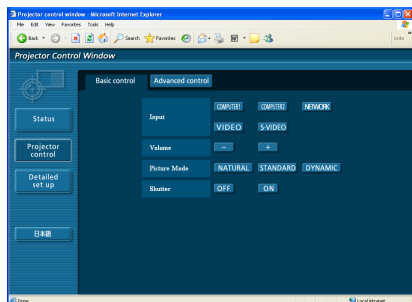 Projector Control window - Microsoft Internet Explorer
File Edit View Favorites Tools Help
Back Search Favorites Links
Projector Control Window
Basic control Advanced control
Status
Projector control
Detailed set up
日本語
Input COMPUTER1 COMPUTER2 NETWORK
VIDEO S-VIDEO
Volume - +
Picture Mode NATURAL STANDARD DYNAMIC
Shutter OFF ON
Done Local intranet